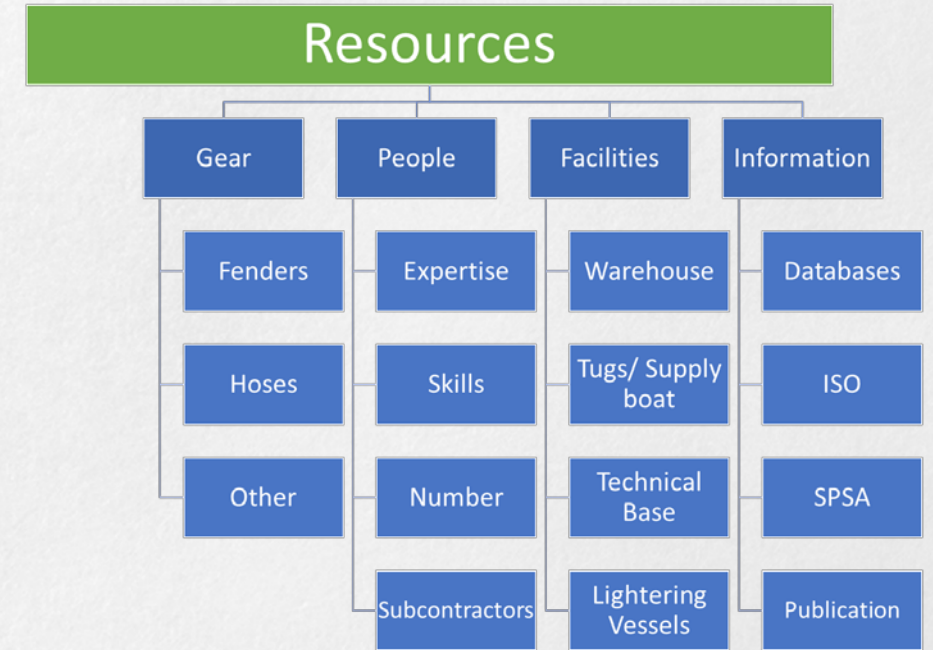 Resources
Gear
People
Facilities
Information
Fenders
Expertise
Warehouse
Databases
Hoses
Skills
Tugs/ Supply
boat
ISO
Other
Number
Technical
Base
SPSA
Subcontractors
Lightering
Vessels
Publication